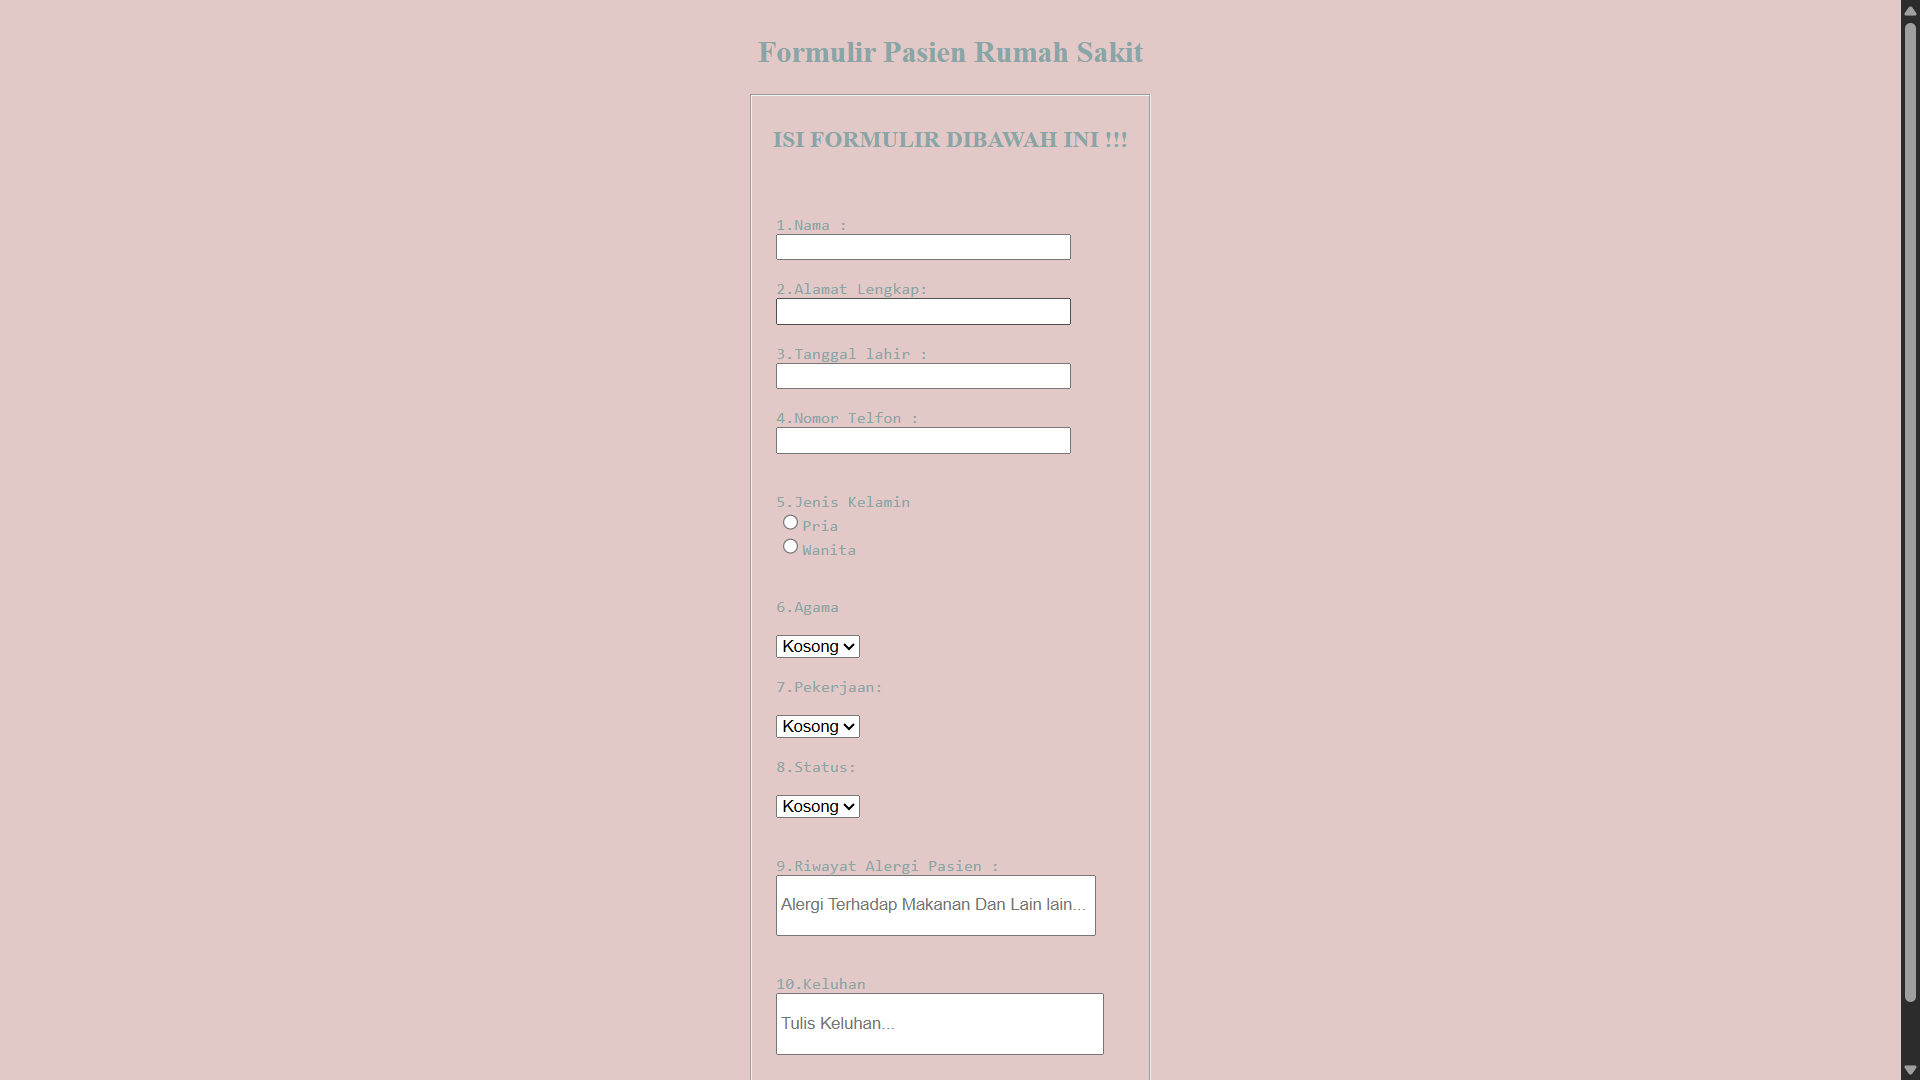 Formulir Pasien Rumah Sakit
ISI FORMULIR DIBAWAH INI !!!
1.Nama :
2.Alamat Lengkap:
3.Tanggal lahir :
4.Nomor Telfon :
5.Jenis Kelamin
Pria
Wanita
6.Agama
Kosong
7.Pekerjaan:
Kosong
8.Status:
Kosong
9.Riwayat Alergi Pasien :
Alergi Terhadap Makanan Dan Lain lain...
10.Keluhan
Tulis Keluhan...